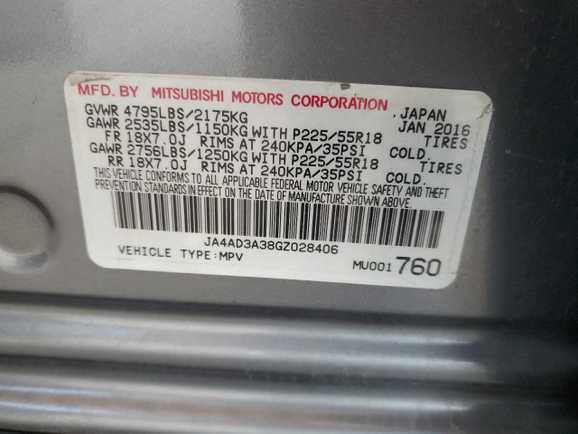 MFD. BY MITSUBISHI MOTORS CORPORATION
GVWR 4795LBS/2175KG JAPAN
GAWR 2535LBS/1150KG WITH P225/55R18 JAN 2016
FR 18X7.0J RIMS AT 240KPA/35PSI TIRES
GAWR 2756LBS/1250KG WITH P225/55R18 COLD.
RR 18X7.0J RIMS AT 240KPA/35PSI TIRES
COLD.
THIS VEHICLE CONFORMS TO ALL APPLICABLE FEDERAL MOTOR VEHICLE SAFETY AND THEFT
PREVENTION STANDARDS IN EFFECT ON THE DATE OF MANUFACTURE SHOWN ABOVE.
JA4AD3A38GZ028406
VEHICLE TYPE:MPV MU001760